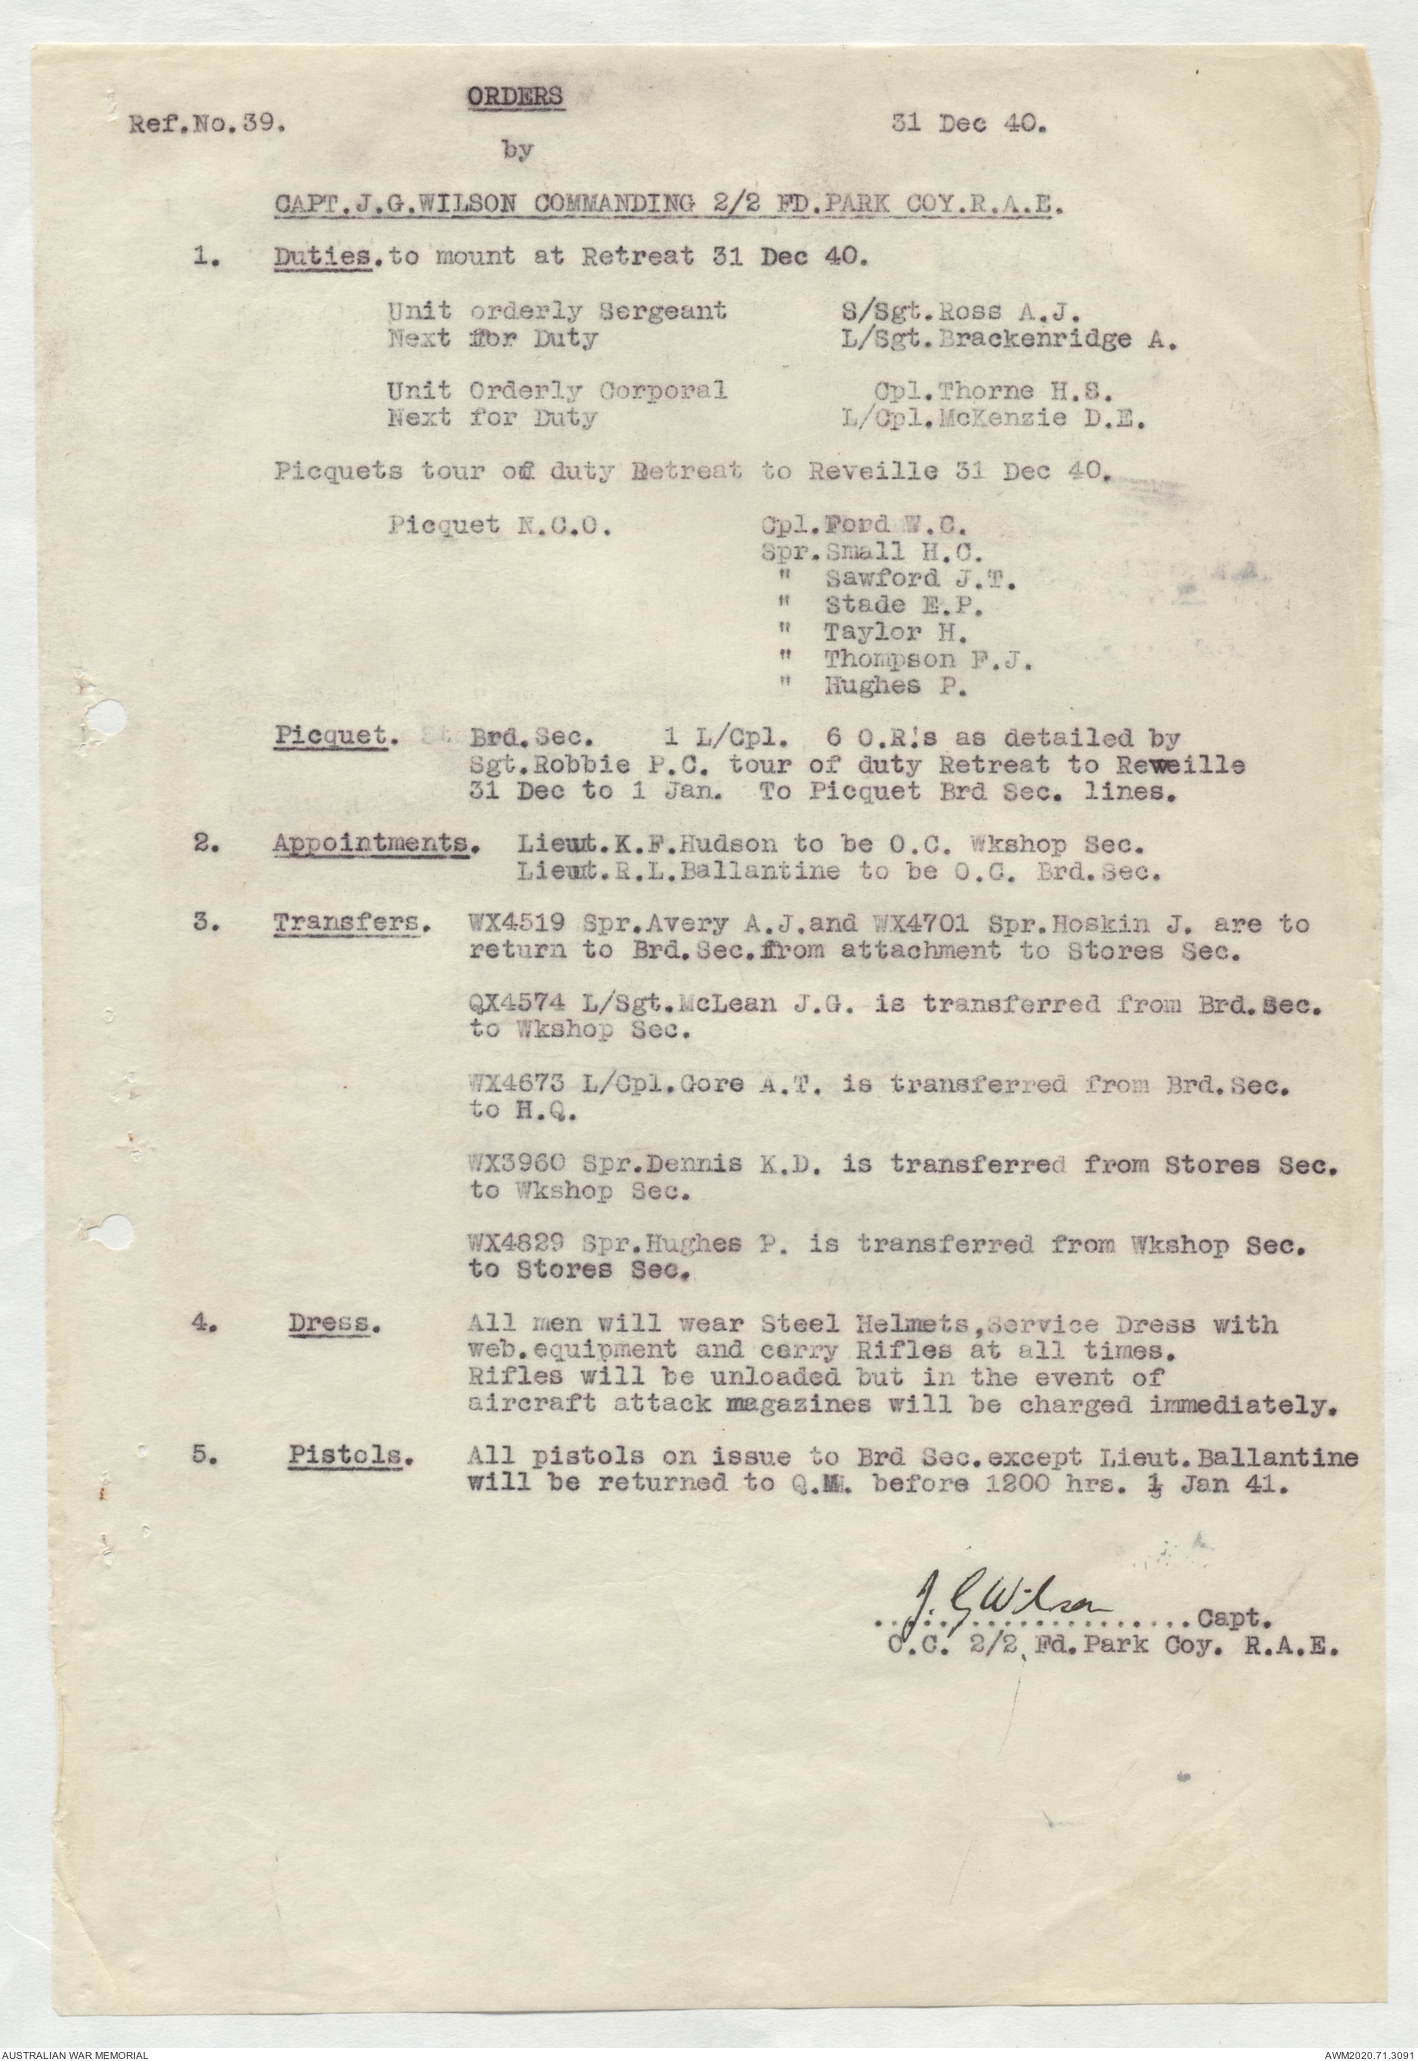 ORDERS
Ref.No.39. 31 Dec 40.
by
CAPT.J.G.WILSON COMMANDING 2/2 FD.PARK COY.R.A.E.
1. Duties.to mount at Retreat 31 Dec 40.
Unit orderly Sergeant S/Sgt.Ross A.J.
Next for Duty L/Sgt.Brackenridge A.
Unit Orderly Corporal Cpl.Thorne H.S.
Next for Duty L/Cpl.McKenzie D.E.
Picquets tour of duty Retreat to Reveille 31 Dec 40.
Picquet N.C.O. Cpl.Ford W.C.
Spr.Small H.C.
" Sawford J.T.
" Stade E.P.
" Taylor H.
" Thompson F.J.
" Hughes P.
Picquet. Brd.Sec. 1 L/Cpl. 6 O.R!s as detailed by
Sgt.Robbie P.C. tour of duty Retreat to Reweille
31 Dec to 1 Jan. To Picquet Brd Sec. lines.
2. Appointments. Lieut.K.F.Hudson to be O.C. Wkshop Sec.
Lieut.R.L.Ballantine to be O.C. Brd.Sec.
3. Transfers. WX4519 Spr.Avery A.J.and WX4701 Spr.Hoskin J. are to
return to Brd.Sec.from attachment to Stores Sec.
QX4574 L/Sgt.McLean J.G. is transferred from Brd.Sec.
to Wkshop Sec.
WX4673 L/Cpl.Gore A.T. is transferred from Brd.Sec.
to H.Q.
WX3960 Spr.Dennis K.D. is transferred from Stores Sec.
to Wkshop Sec.
WX4829 Spr.Hughes P. is transferred from Wkshop Sec.
to Stores Sec.
4. Dress. All men will wear Steel Helmets,Service Dress with
web.equipment and carry Rifles at all times.
Rifles will be unloaded but in the event of
aircraft attack magazines will be charged immediately.
5. Pistols. All pistols on issue to Brd Sec.except Lieut.Ballantine
will be returned to Q.M. before 1200 hrs. 1 Jan 41.
J. G Wilson
....................Capt.
O.C. 2/2 Fd.Park Coy. R.A.E.
AUSTRALIAN WAR MEMORIAL AWM2020.71.3091